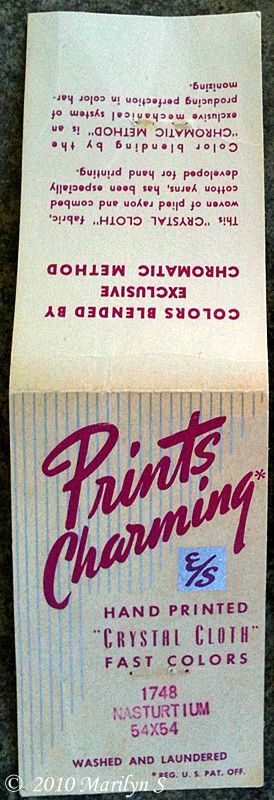 COLORS BLENDED BY
EXCLUSIVE
CHROMATIC METHOD
This "CRYSTAL CLOTH" fabric,
woven of plied rayon and combed
cotton yarns, has been especially
developed for hand printing.
Color blending by the
"CHROMATIC METHOD" is an
exclusive mechanical system of
producing perfection in color har-
monizing.
Prints
Charming*
E/S
HAND PRINTED
"CRYSTAL CLOTH"
FAST COLORS
1748
NASTURTIUM
54X54
WASHED AND LAUNDERED
*REG. U.S. PAT. OFF.
© 2010 Marilyn S